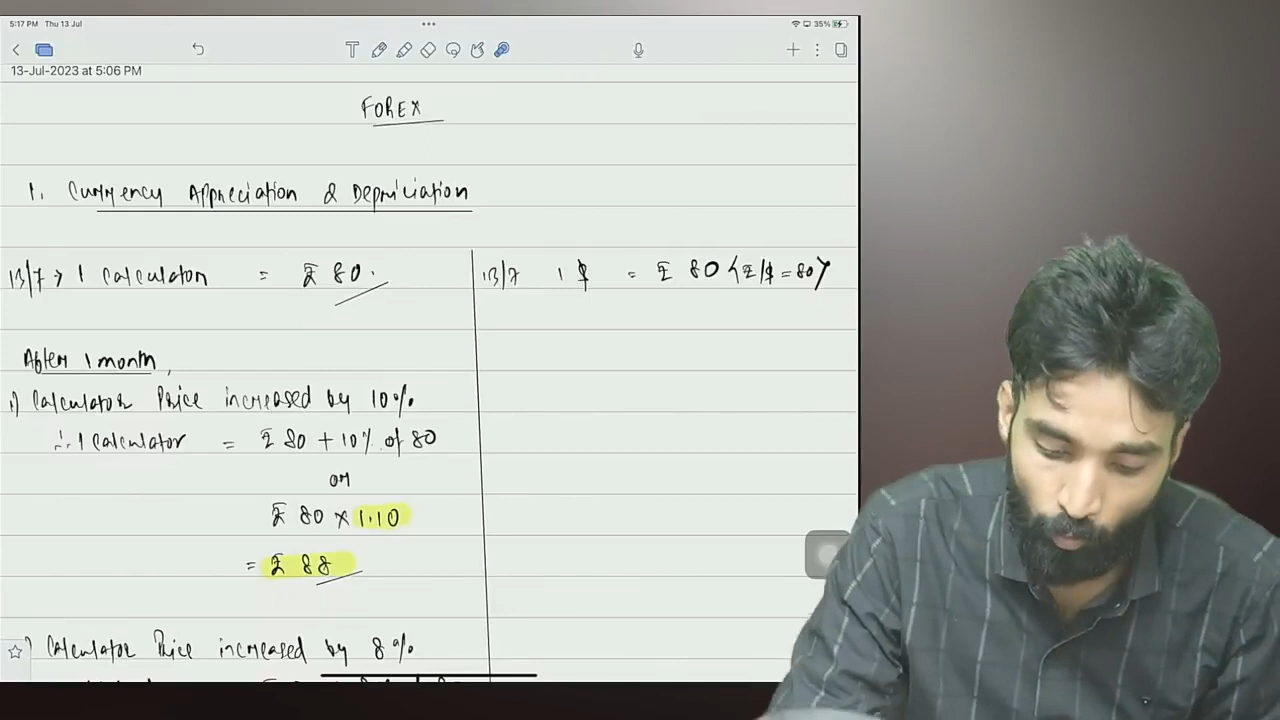 5:17 PM Thu 13 Jul
35%
13-Jul-2023 at 5:06 PM
FOREX
1. Currency Appreciation & Depriciation
13/7 → 1 Calculator = ₹ 80.
After 1 month,
1) Calculator Price increased by 10%
∴ 1 Calculator = ₹ 80 + 10% of 80
or
₹ 80 × 1.10
= ₹ 88
) Calculator Price increased by 8%
13/7 1 $ = ₹ 80 {₹/$ = 80}